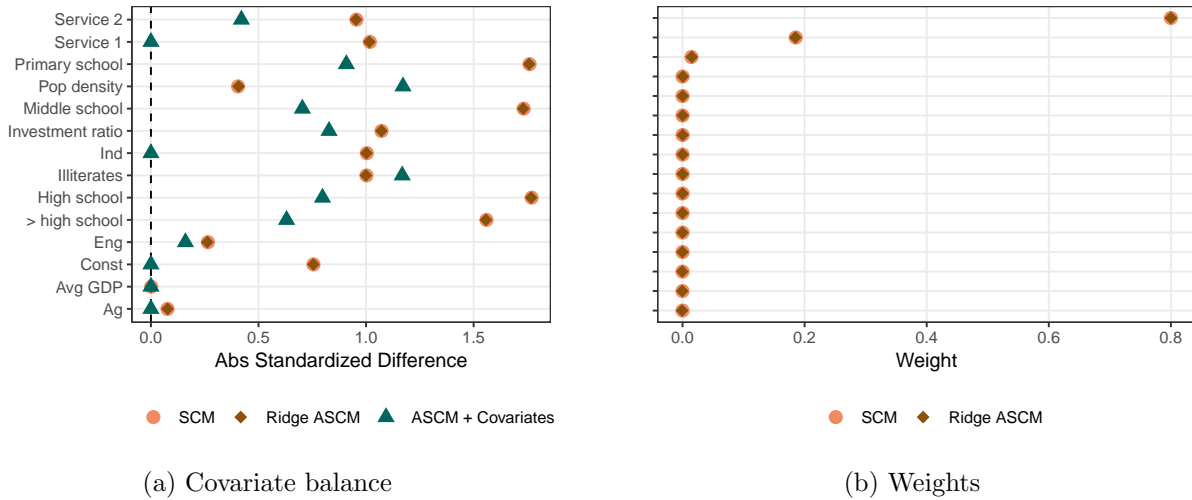 Service 2
Service 1
Primary school
Pop density
Middle school
Investment ratio
Ind
Illiterates
High school
> high school
Eng
Const
Avg GDP
Ag
0.0 0.5 1.0 1.5
Abs Standardized Difference
SCM Ridge ASCM ASCM + Covariates
(a) Covariate balance
0.0 0.2 0.4 0.6 0.8
Weight
SCM Ridge ASCM
(b) Weights